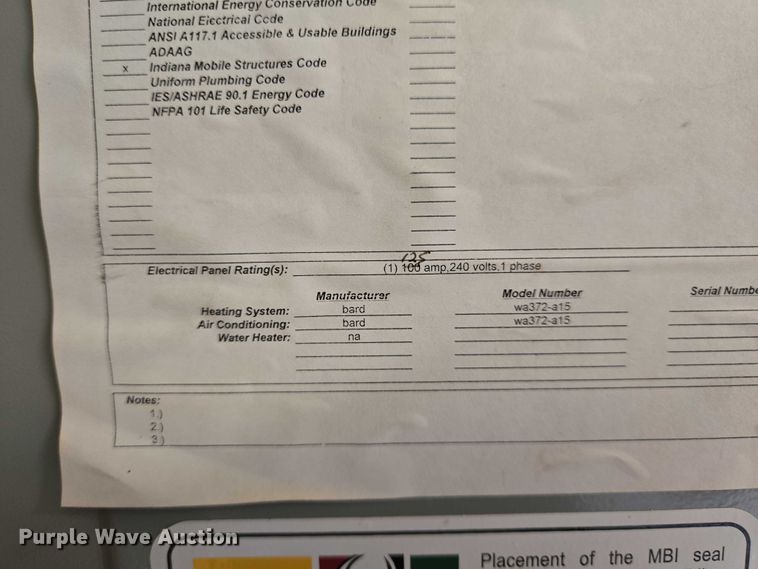 International Energy Conservation Code
National Electrical Code
ANSI A117.1 Accessible & Usable Buildings
ADAAG
x Indiana Mobile Structures Code
Uniform Plumbing Code
IES/ASHRAE 90.1 Energy Code
NFPA 101 Life Safety Code
125
Electrical Panel Rating(s): (1) 100 amp,240 volts,1 phase
Manufacturer Model Number Serial Numbe
Heating System: bard wa372-a15
Air Conditioning: bard wa372-a15
Water Heater: na
Notes:
1.)
2.)
3.)
Purple Wave Auction
Placement of the MBI seal